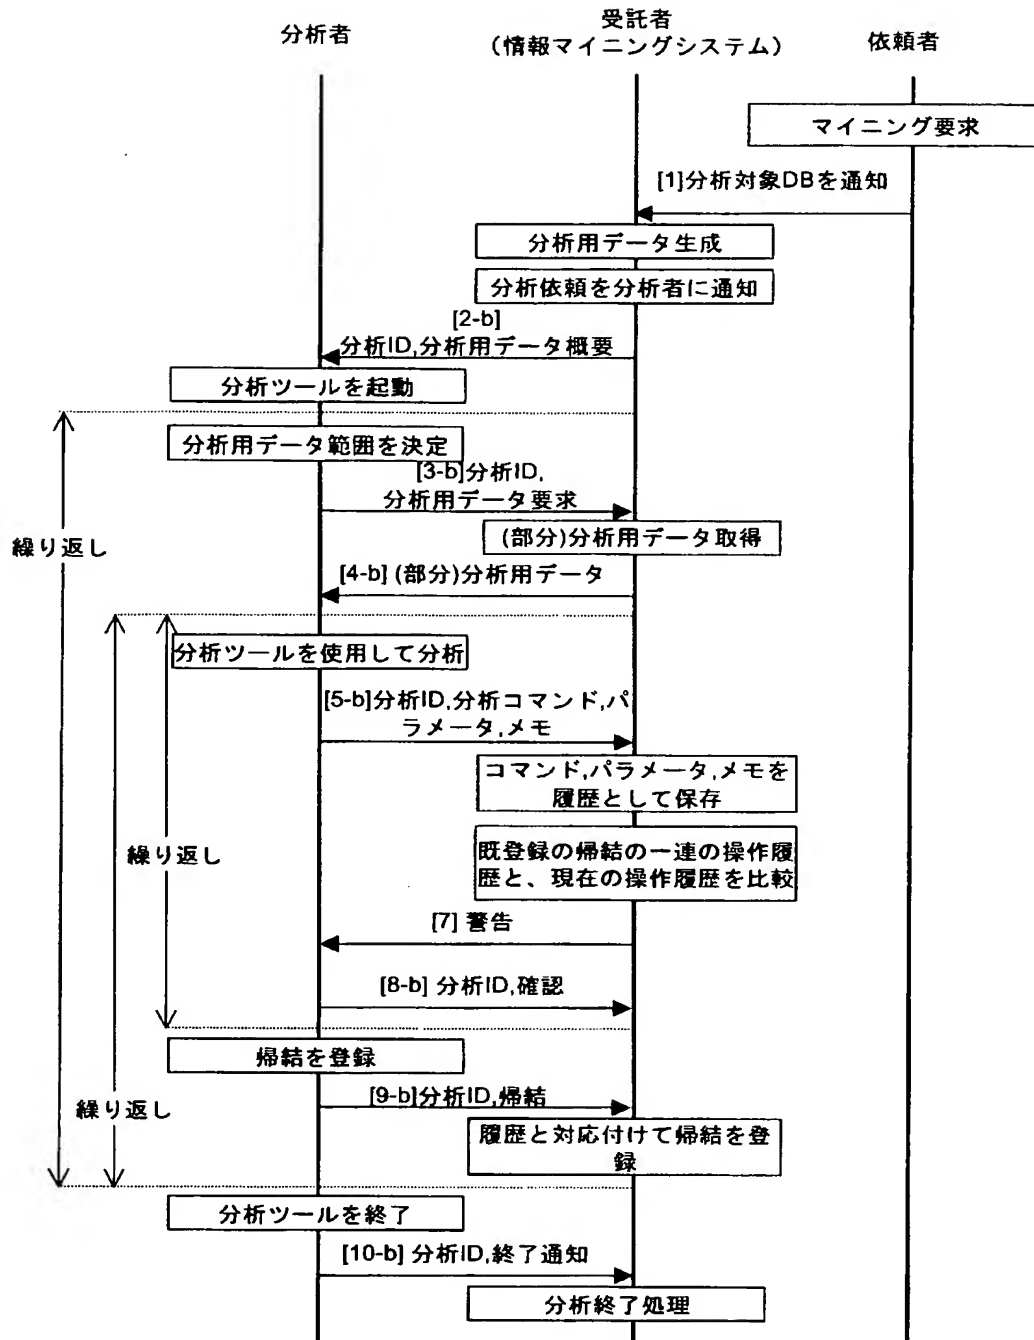 分析者
受託者
（情報マイニングシステム）
依頼者
マイニング要求
[1]分析対象DBを通知
分析用データ生成
分析依頼を分析者に通知
[2-b]
分析ID,分析用データ概要
分析ツールを起動
分析用データ範囲を決定
[3-b]分析ID,
分析用データ要求
(部分)分析用データ取得
繰り返し
[4-b] (部分)分析用データ
分析ツールを使用して分析
[5-b]分析ID,分析コマンド,パ
ラメータ,メモ
コマンド,パラメータ,メモを
履歴として保存
繰り返し
既登録の帰結の一連の操作履
歴と、現在の操作履歴を比較
[7] 警告
[8-b] 分析ID,確認
帰結を登録
[9-b]分析ID,帰結
繰り返し
履歴と対応付けて帰結を登
録
分析ツールを終了
[10-b] 分析ID,終了通知
分析終了処理